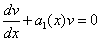 dv/dx + a₁(x)v = 0